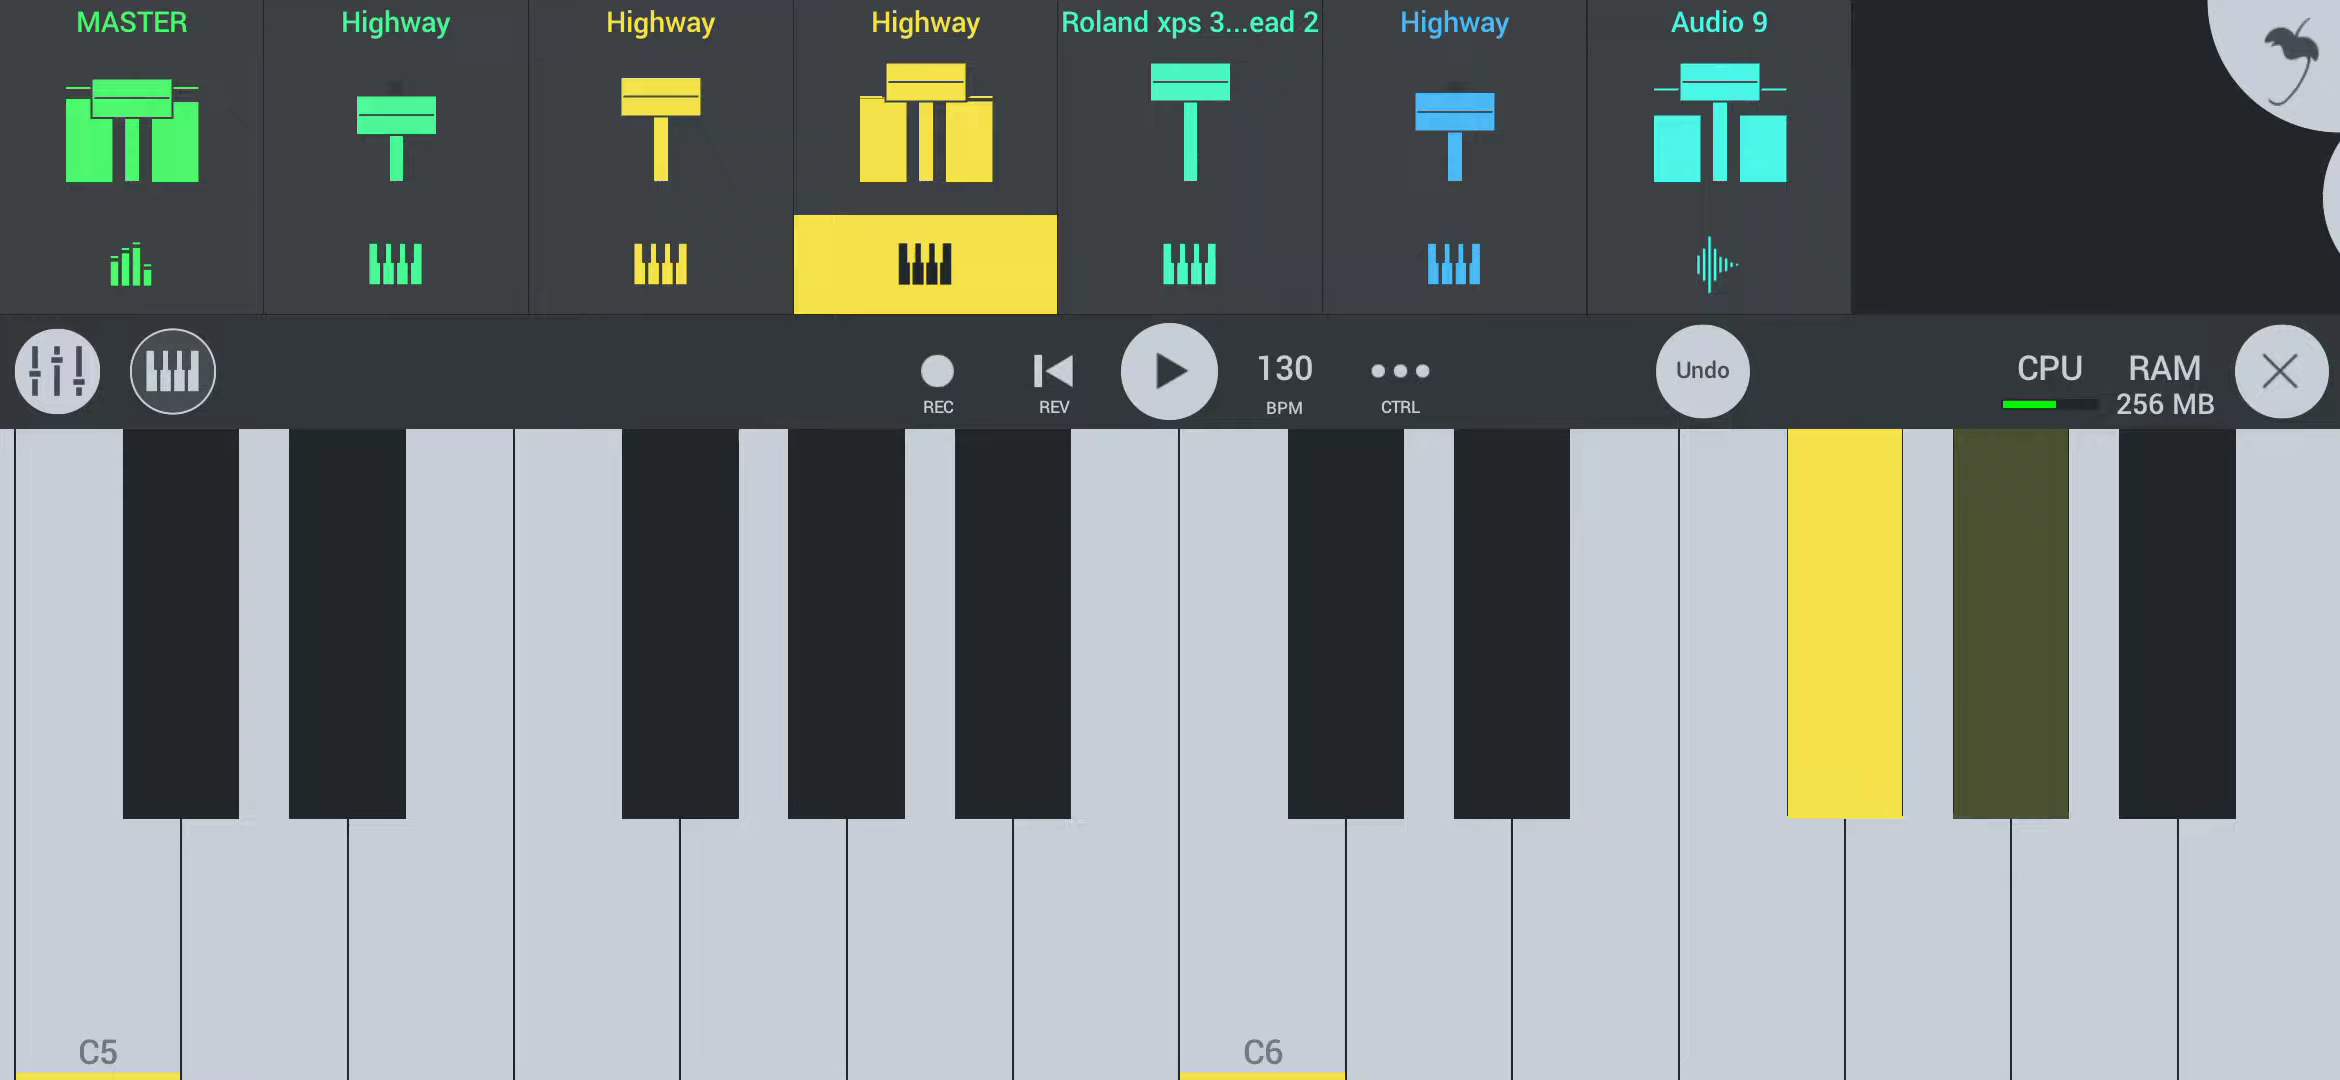 MASTER
Highway
Highway
Highway
Roland xps 3...ead 2
Highway
Audio 9
REC
REV
130
BPM
CTRL
Undo
CPU
RAM
256 MB
C5
C6